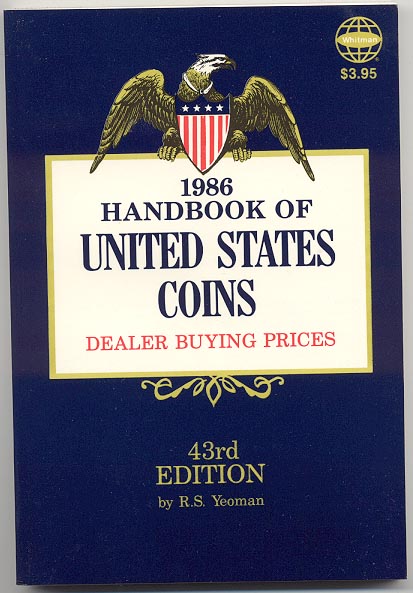 Whitman
$3.95
1986
HANDBOOK OF
UNITED STATES
COINS
DEALER BUYING PRICES
43rd
EDITION
by R.S. Yeoman